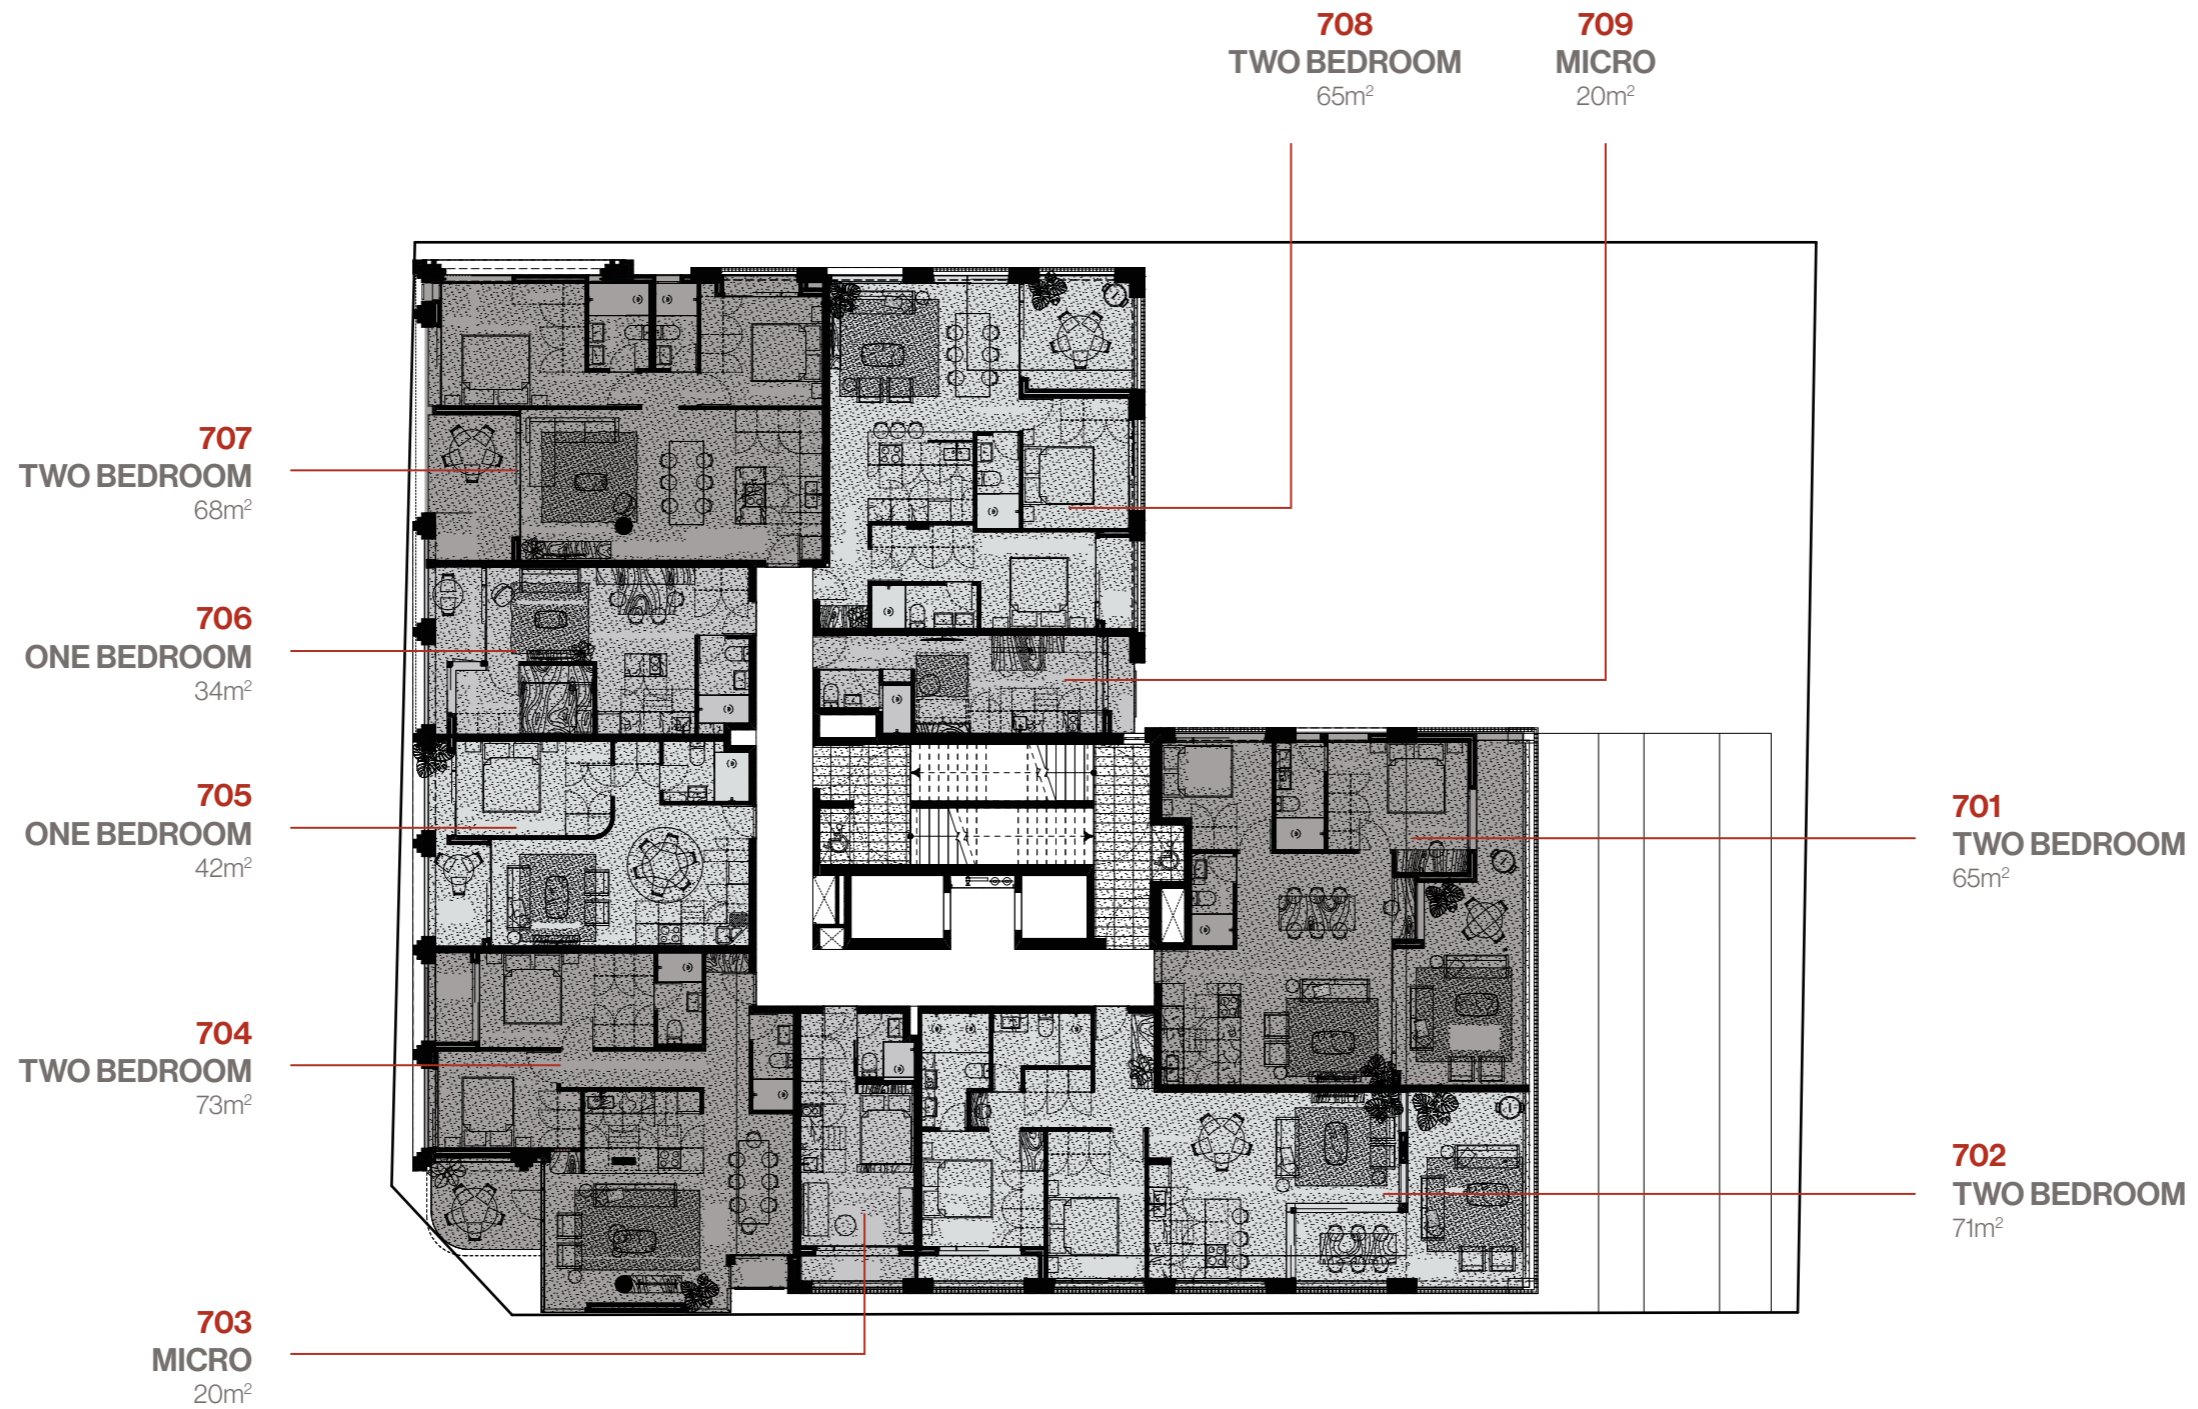 708
TWO BEDROOM
65m²
709
MICRO
20m²
707
TWO BEDROOM
68m²
706
ONE BEDROOM
34m²
705
ONE BEDROOM
42m²
704
TWO BEDROOM
73m²
703
MICRO
20m²
701
TWO BEDROOM
65m²
702
TWO BEDROOM
71m²